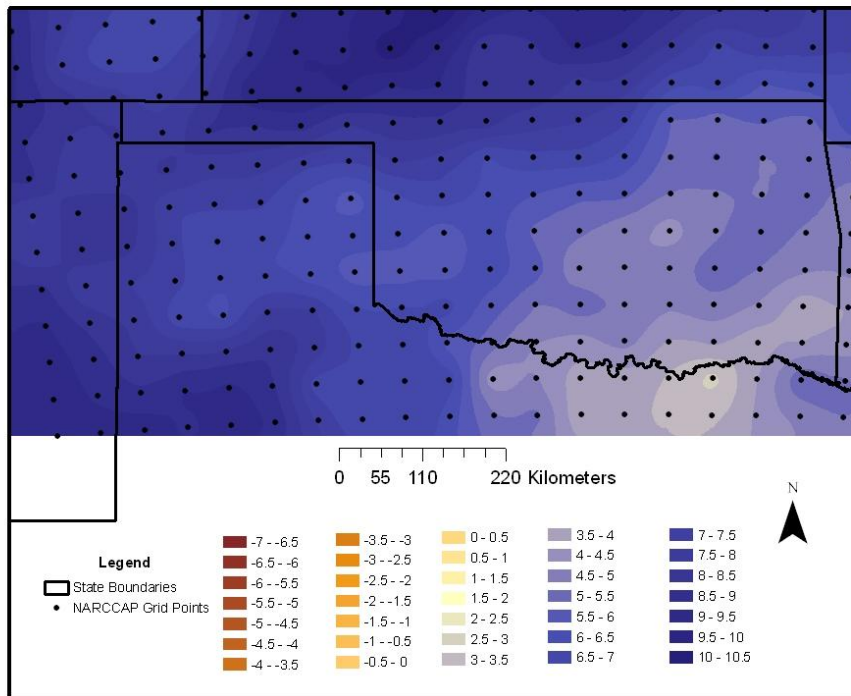 0 55 110 220 Kilometers
N
Legend
State Boundaries
NARCCAP Grid Points
-7 - -6.5
-6.5 - -6
-6 - -5.5
-5.5 - -5
-5 - -4.5
-4.5 - -4
-4 - -3.5
-3.5 - -3
-3 - -2.5
-2.5 - -2
-2 - -1.5
-1.5 - -1
-1 - -0.5
-0.5 - 0
0 - 0.5
0.5 - 1
1 - 1.5
1.5 - 2
2 - 2.5
2.5 - 3
3 - 3.5
3.5 - 4
4 - 4.5
4.5 - 5
5 - 5.5
5.5 - 6
6 - 6.5
6.5 - 7
7 - 7.5
7.5 - 8
8 - 8.5
8.5 - 9
9 - 9.5
9.5 - 10
10 - 10.5